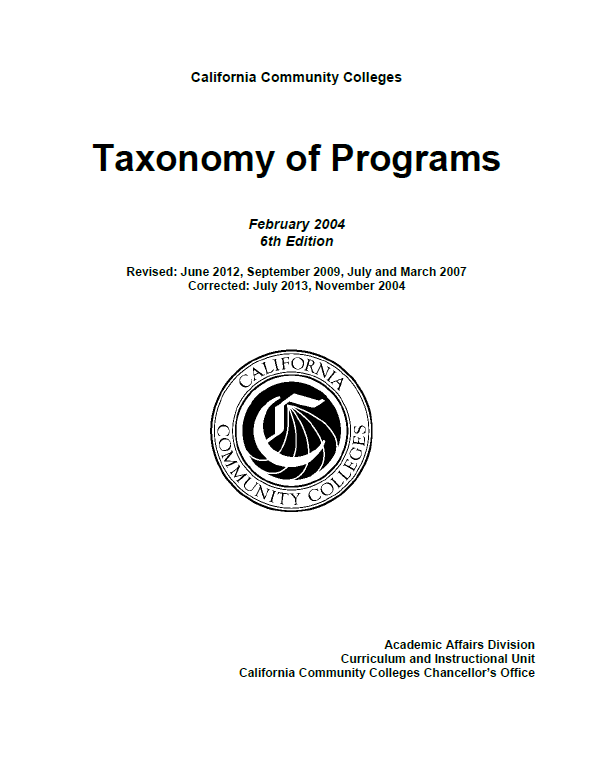 California Community Colleges
Taxonomy of Programs
February 2004
6th Edition
Revised: June 2012, September 2009, July and March 2007
Corrected: July 2013, November 2004
CALIFORNIA
COMMUNITY COLLEGES
Academic Affairs Division
Curriculum and Instructional Unit
California Community Colleges Chancellor's Office